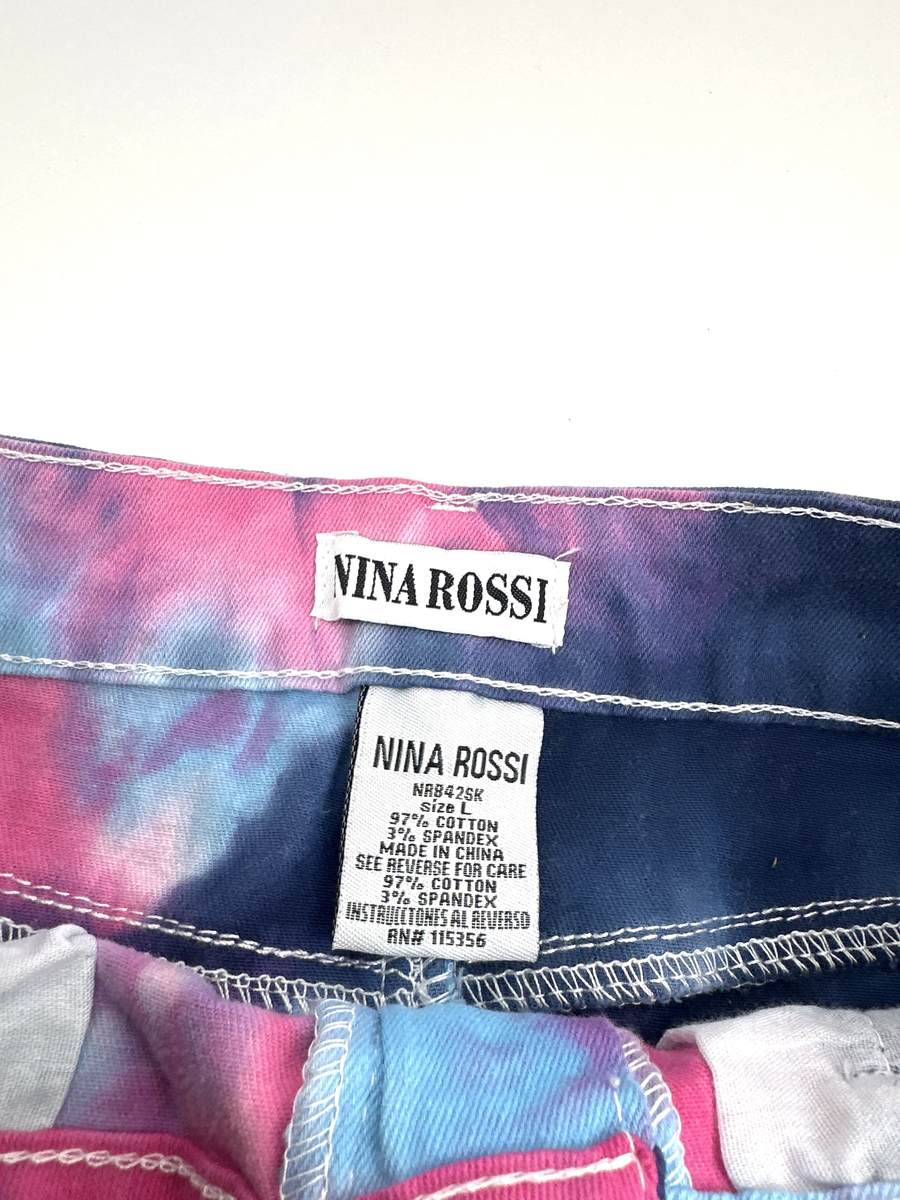 NINA ROSSI
NINA ROSSI
NR842SK
size L
97% COTTON
3% SPANDEX
MADE IN CHINA
SEE REVERSE FOR CARE
97% COTTON
3% SPANDEX
INSTRUCCTONES AL REVERSO
RN# 115356